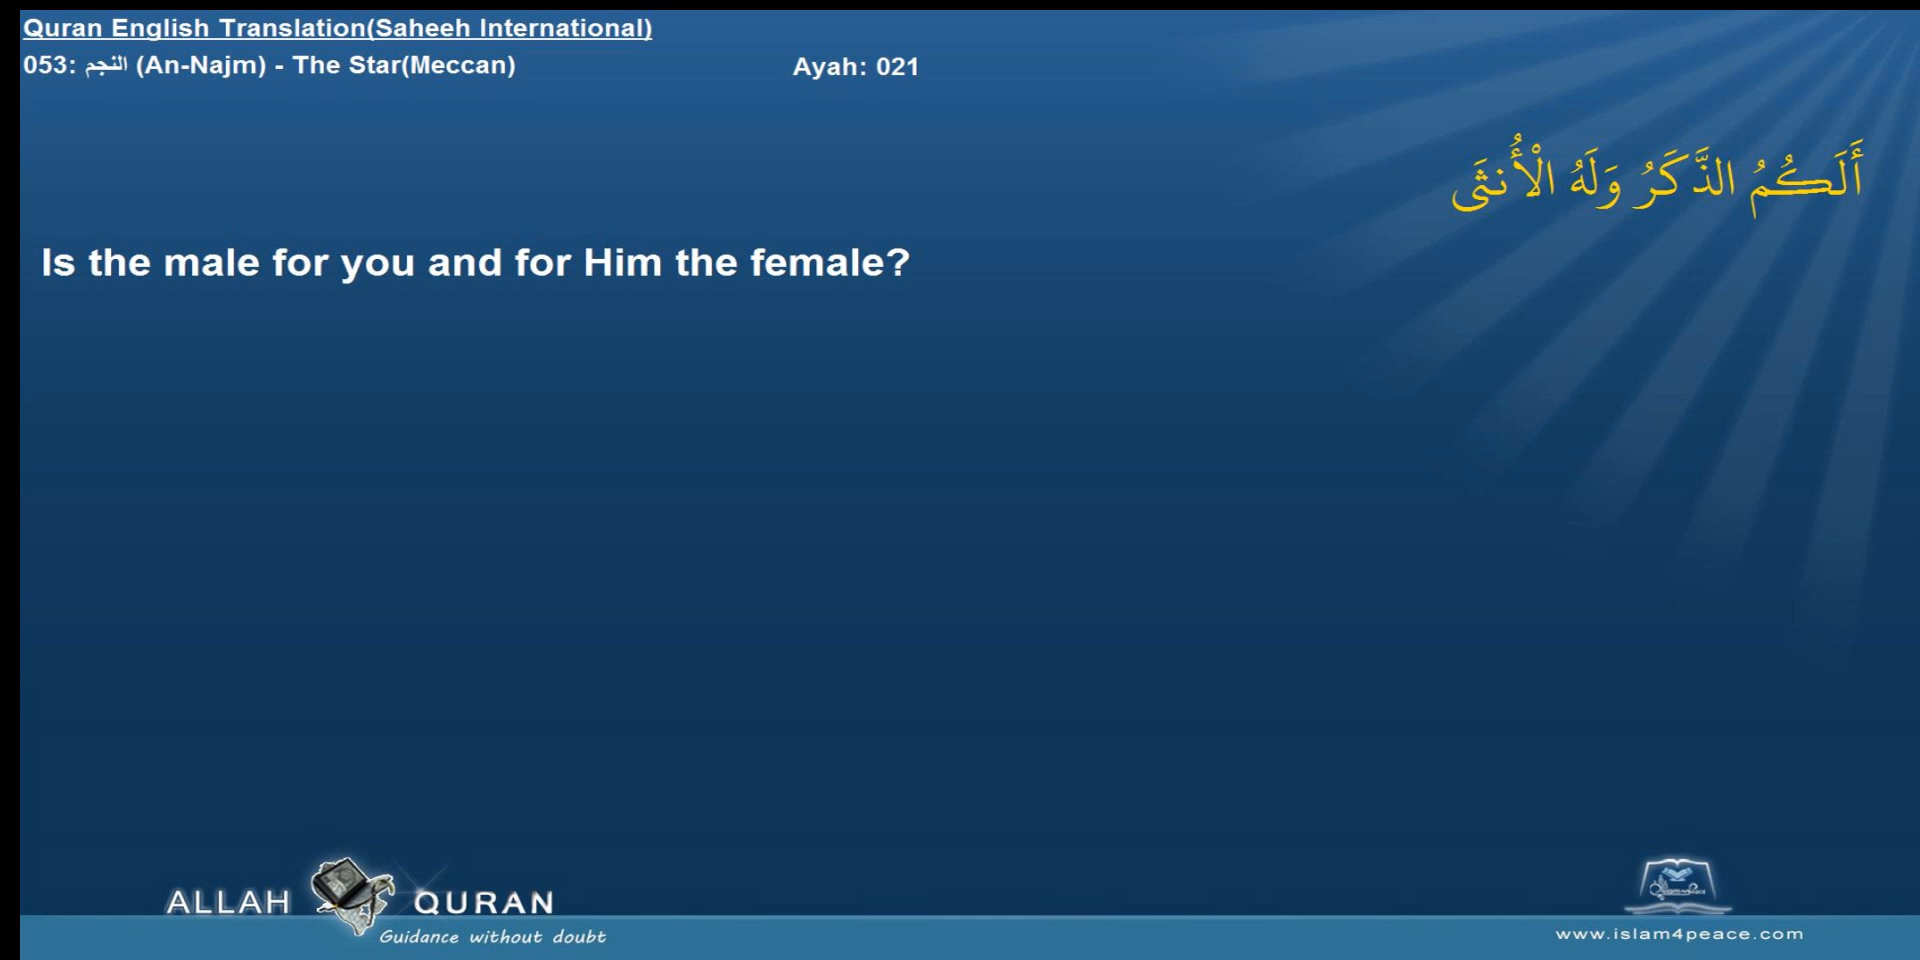 Quran English Translation(Saheeh International)
053: النجم (An-Najm) - The Star(Meccan)
Ayah: 021
أَلَكُمُ الذَّكَرُ وَلَهُ الْأُنثَى
Is the male for you and for Him the female?
ALLAH QURAN
Guidance without doubt
www.islam4peace.com